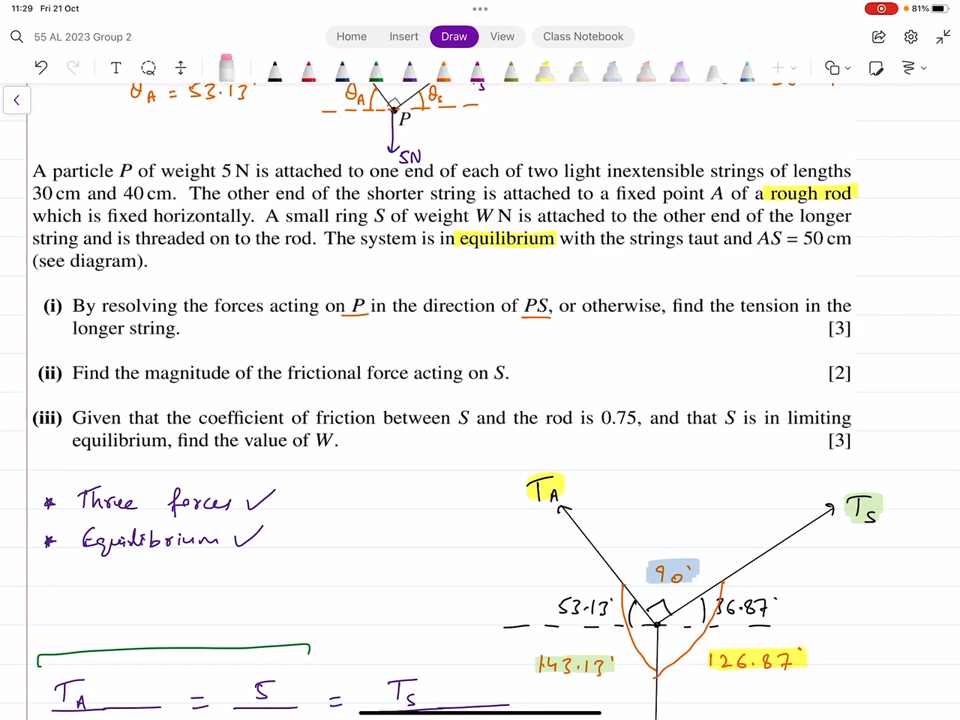 11:29 Fri 21 Oct
81%
55 AL 2023 Group 2
Home Insert Draw View Class Notebook
θA = 53.13°
θA θs
P
5N
A particle P of weight 5 N is attached to one end of each of two light inextensible strings of lengths
30 cm and 40 cm. The other end of the shorter string is attached to a fixed point A of a rough rod
which is fixed horizontally. A small ring S of weight W N is attached to the other end of the longer
string and is threaded on to the rod. The system is in equilibrium with the strings taut and AS = 50 cm
(see diagram).
(i) By resolving the forces acting on P in the direction of PS, or otherwise, find the tension in the
longer string. [3]
(ii) Find the magnitude of the frictional force acting on S. [2]
(iii) Given that the coefficient of friction between S and the rod is 0.75, and that S is in limiting
equilibrium, find the value of W. [3]
* Three forces ✓
* Equilibrium ✓
TA
Ts
90°
53.13° 36.87°
143.13° 126.87°
TA = 5 = Ts